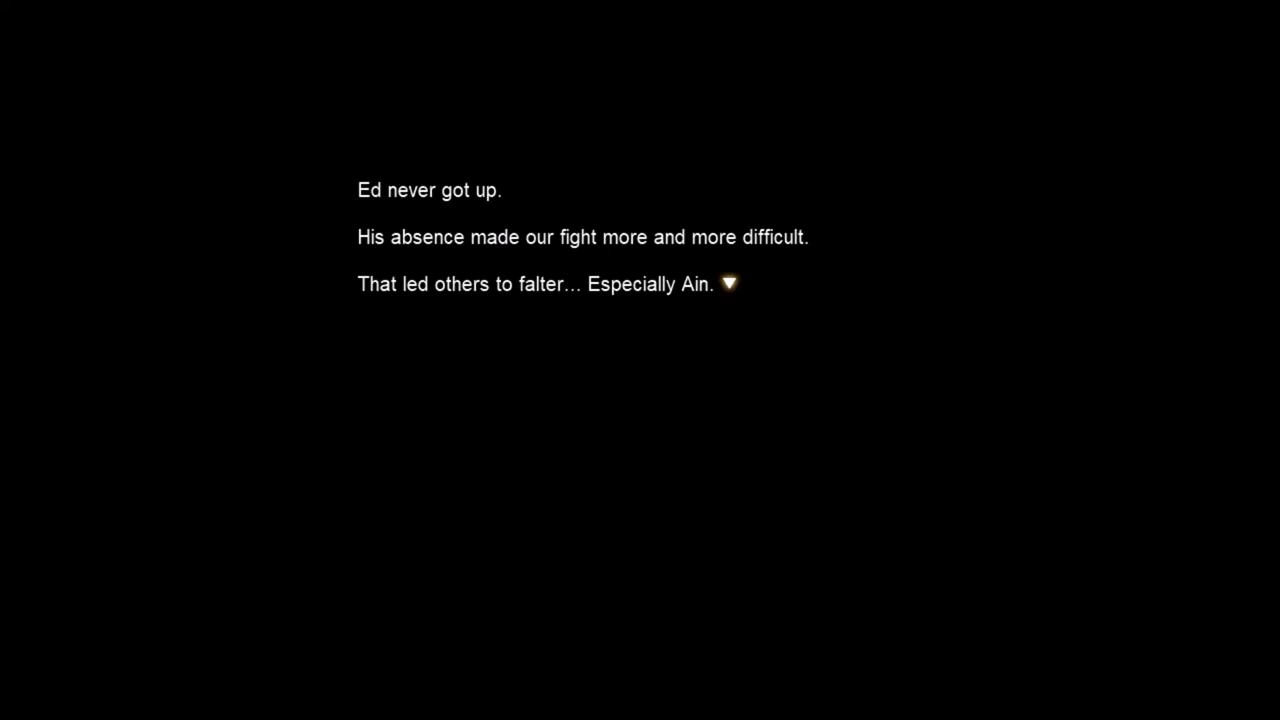 Ed never got up.
His absence made our fight more and more difficult.
That led others to falter... Especially Ain.